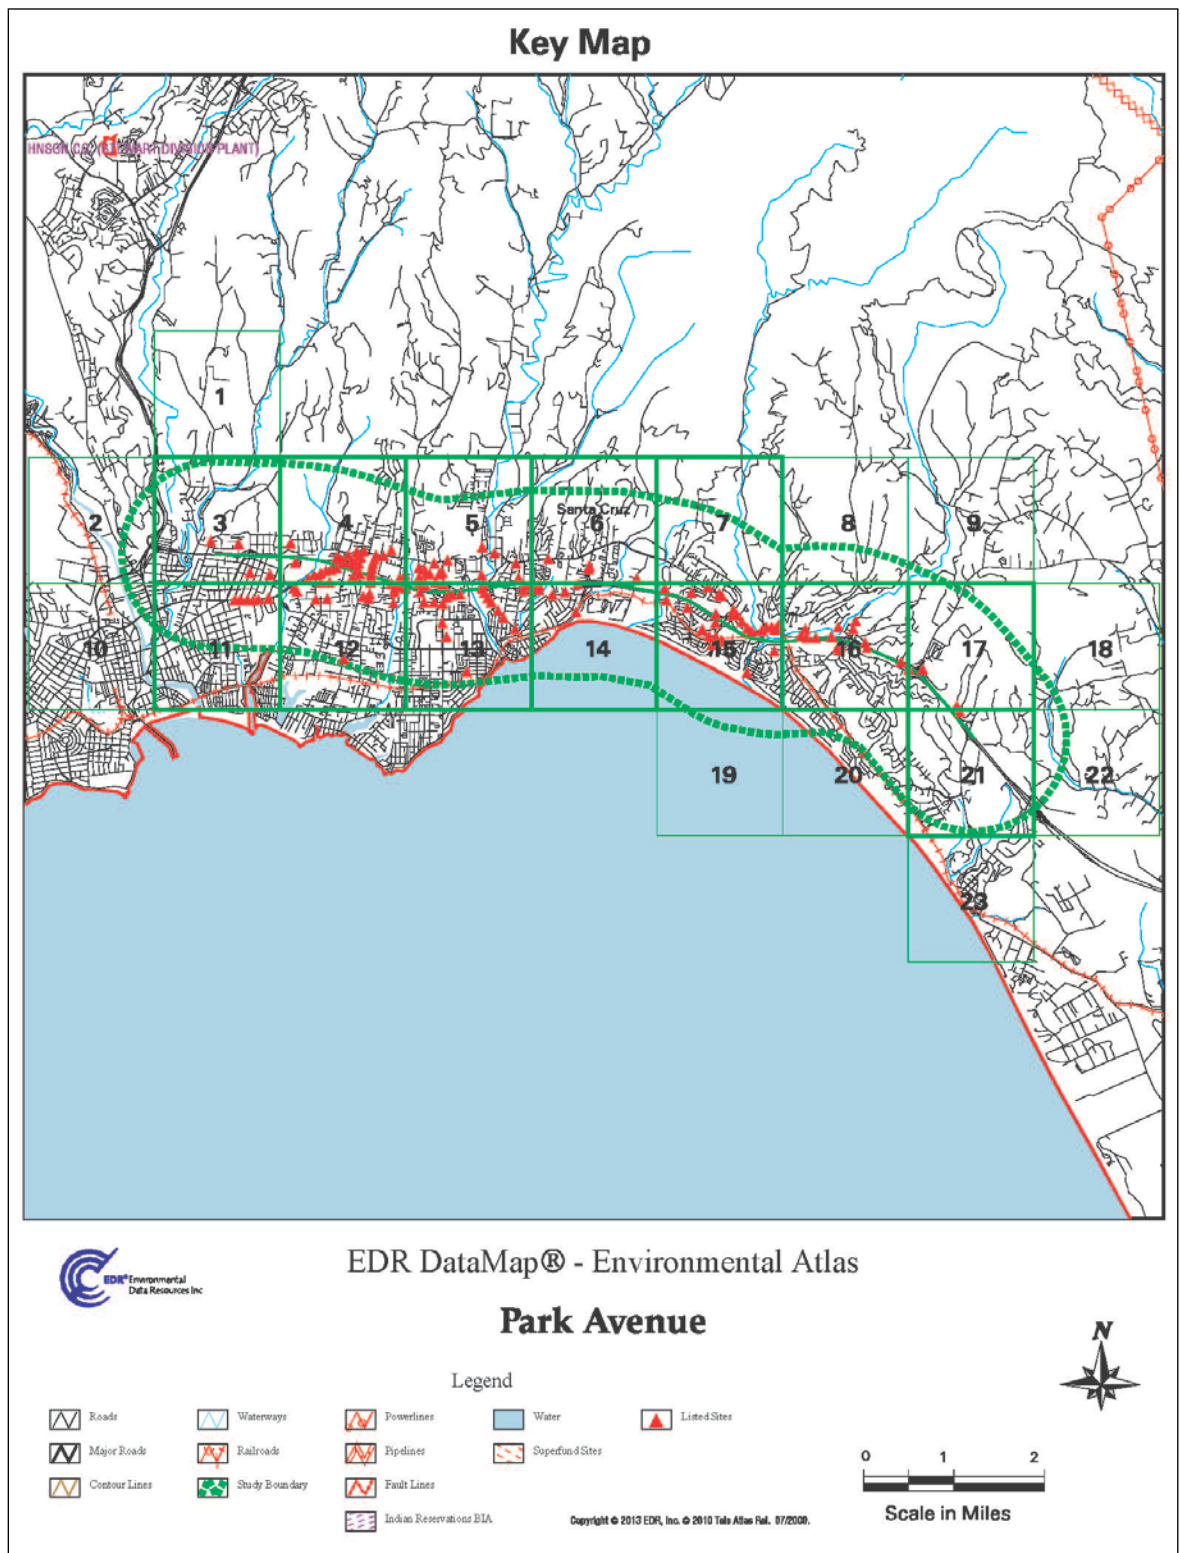 Key Map
HNSON CO. (
DIVISION PLANT)
1
2
3
4
5
Santa Cruz
6
7
8
9
10
11
12
13
14
15
16
17
18
19
20
21
22
23
EDR® Environmental
Data Resources Inc
EDR DataMap® - Environmental Atlas
Park Avenue
N
Legend
Roads
Waterways
Powerlines
Water
Listed Sites
Major Roads
Railroads
Pipelines
Superfund Sites
Contour Lines
Study Boundary
Fault Lines
Indian Reservations BIA
Copyright © 2013 EDR, Inc. © 2010 Tele Atlas Rel. 07/2009.
0 1 2
Scale in Miles